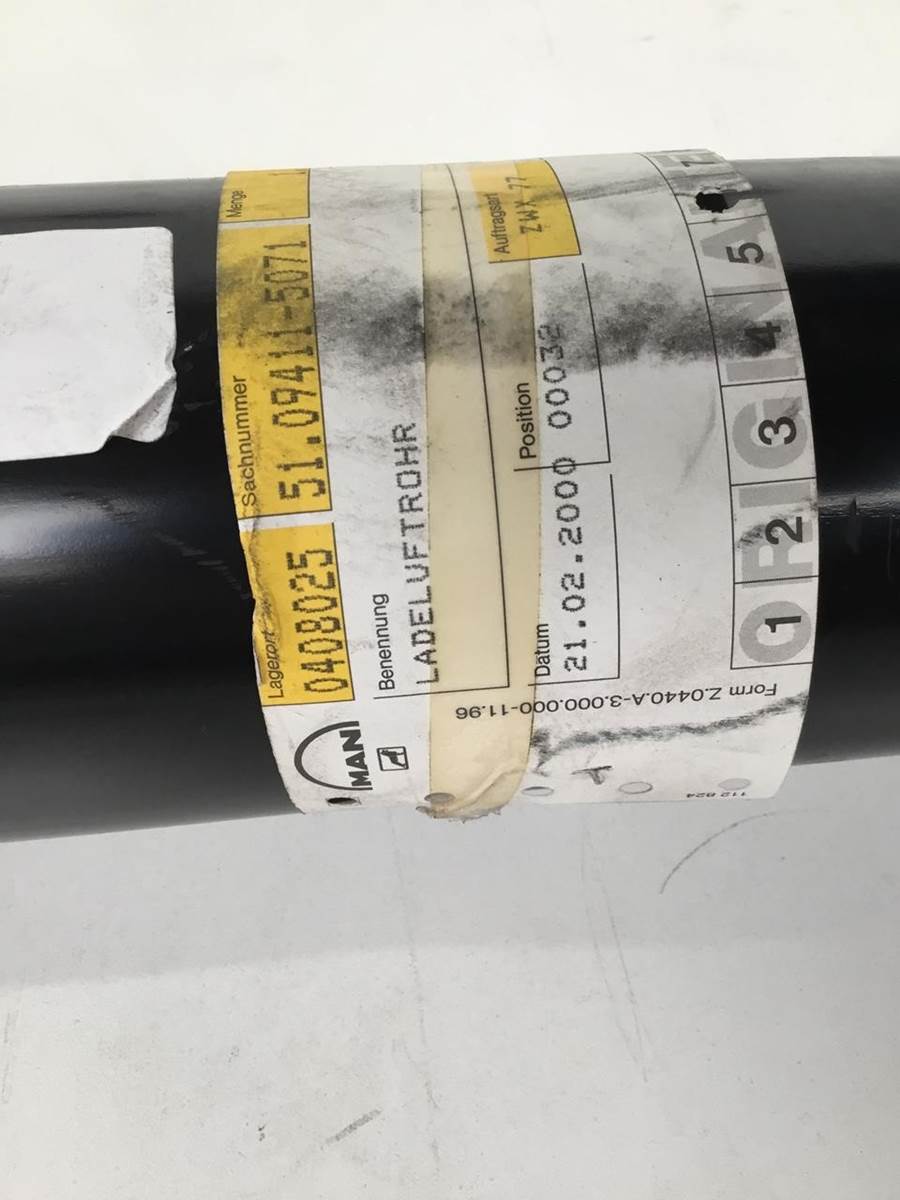 MAN
Lagerort Sachnummer Menge
0408025 51.09411-5071
Benennung
LADELUFTROHR
Auftragsart
ZWX 77
Datum Position
21.02.2000 00032
1 2 3 4 5
Form Z.0440.A-3.000.000-11.96
112 824